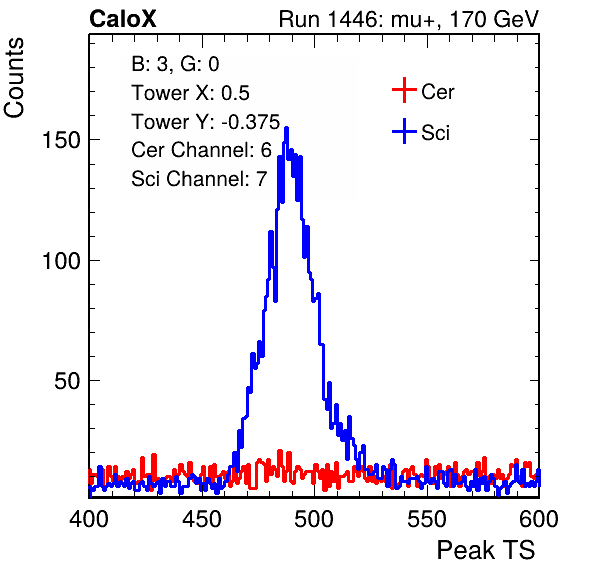 CaloX Run 1446: mu+, 170 GeV
Counts
B: 3, G: 0
Tower X: 0.5
Tower Y: -0.375
Cer Channel: 6
Sci Channel: 7
Cer
Sci
150
100
50
400 450 500 550 600
Peak TS